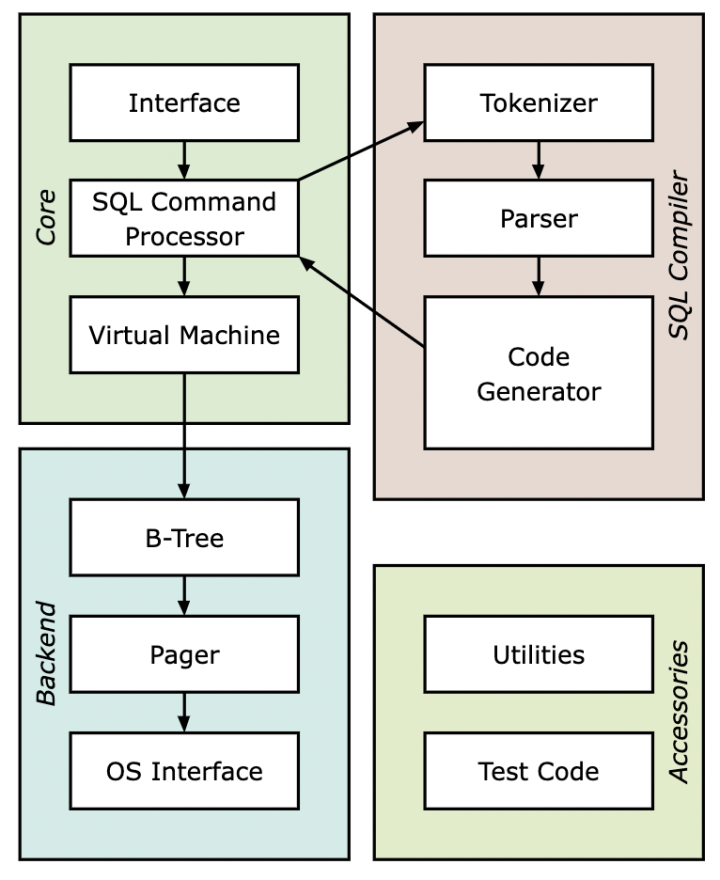 Core
Interface
SQL Command
Processor
Virtual Machine
SQL Compiler
Tokenizer
Parser
Code
Generator
Backend
B-Tree
Pager
OS Interface
Accessories
Utilities
Test Code